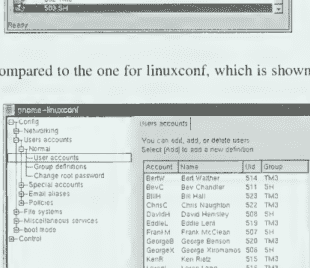 500 SH
Ready
ompared to the one for linuxconf, which is shown
gnome-linuxconf
Config
Networking
Users accounts
Normal
User accounts
Group definitions
Change root password
Special accounts
Email aliases
Policies
File systems
Miscellaneous services
boot mode
Control
Users accounts
You can edit, add, or delete users
Select [Add] to add a new definition
Account Name Uid Group
BertW Bert Walther 514 TM3
BevC Bev Chandler 511 SH
BillH Bill Hall 523 TM3
ChrisC Chris Naughton 522 TM3
DavidH David Hemsley 508 SH
EddieL Eddie Lora 519 TM3
FrankM Frank McClean 507 SH
GeorgeB George Benson 520 TM3
GeorgeX George Xnomamos 506 SH
KenR Ken Rietz 515 TM3